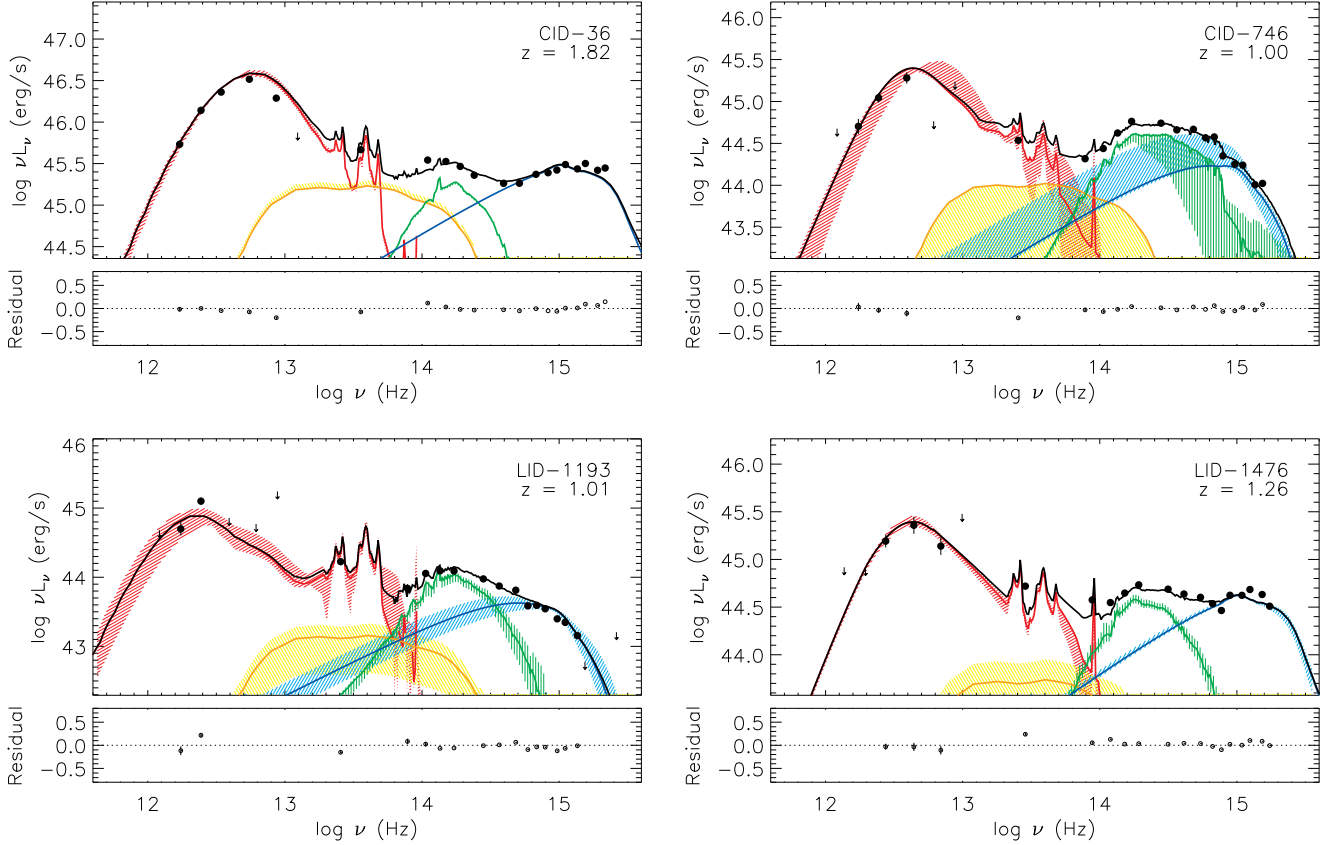 CID-36
z = 1.82
log νLν (erg/s)
47.0
46.5
46.0
45.5
45.0
44.5
Residual
0.5
0.0
−0.5
12 13 14 15
log ν (Hz)
CID-746
z = 1.00
log νLν (erg/s)
46.0
45.5
45.0
44.5
44.0
43.5
Residual
0.5
0.0
−0.5
12 13 14 15
log ν (Hz)
LID-1193
z = 1.01
log νLν (erg/s)
46
45
44
43
Residual
0.5
0.0
−0.5
12 13 14 15
log ν (Hz)
LID-1476
z = 1.26
log νLν (erg/s)
46.0
45.5
45.0
44.5
44.0
Residual
0.5
0.0
−0.5
12 13 14 15
log ν (Hz)